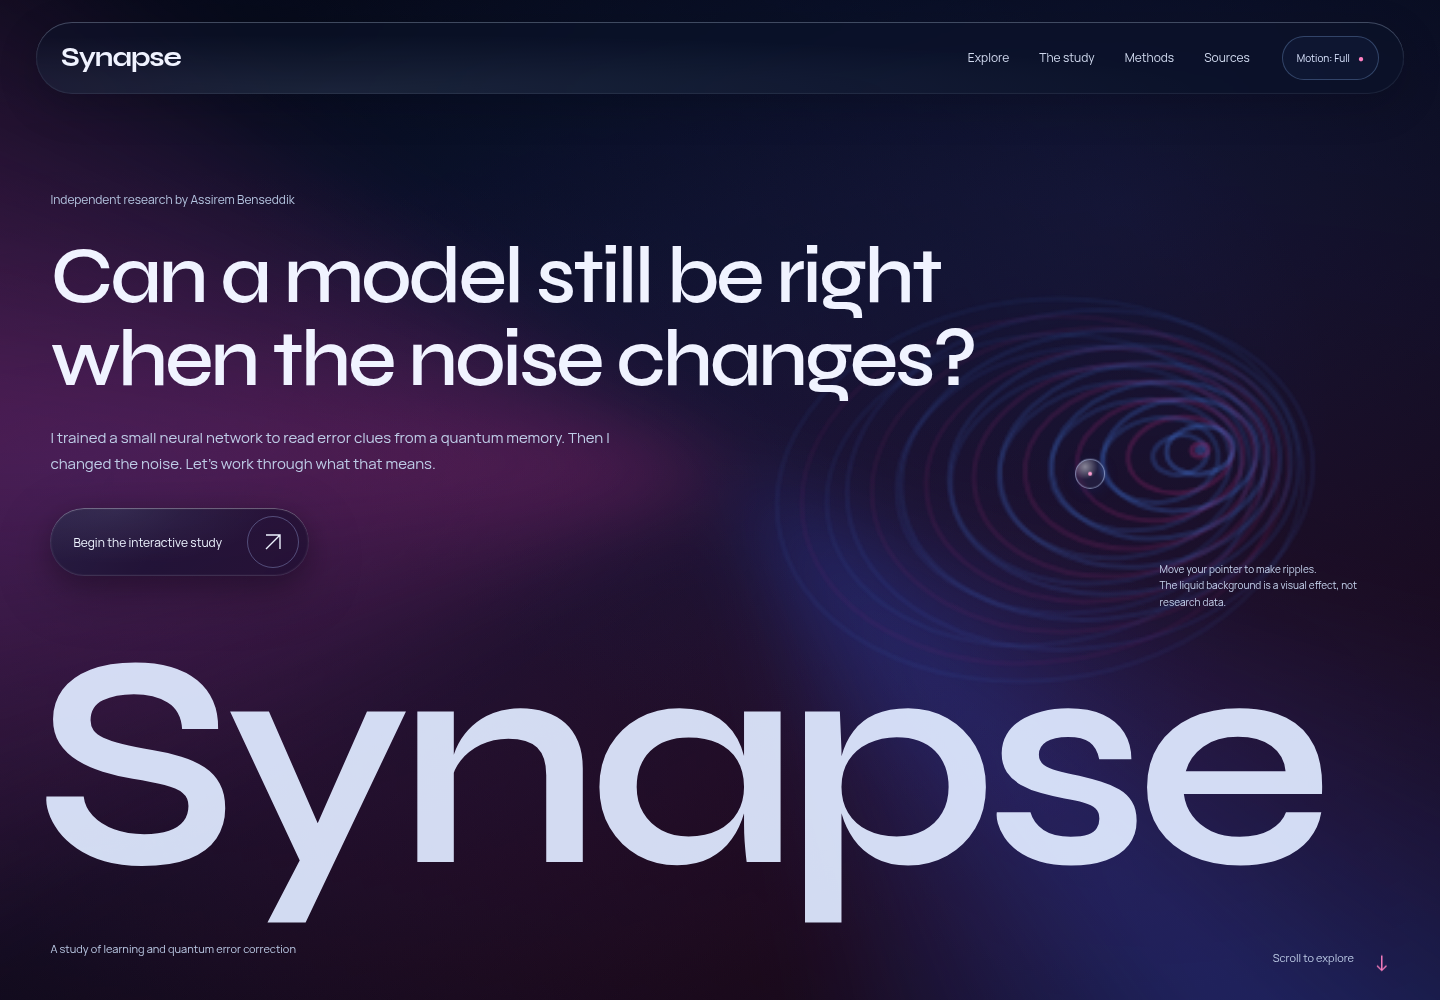 Synapse
Explore
The study
Methods
Sources
Motion: Full
Independent research by Assirem Benseddik
Can a model still be right
when the noise changes?
I trained a small neural network to read error clues from a quantum memory. Then I
changed the noise. Let's work through what that means.
Begin the interactive study
Move your pointer to make ripples.
The liquid background is a visual effect, not
research data.
Synapse
A study of learning and quantum error correction
Scroll to explore